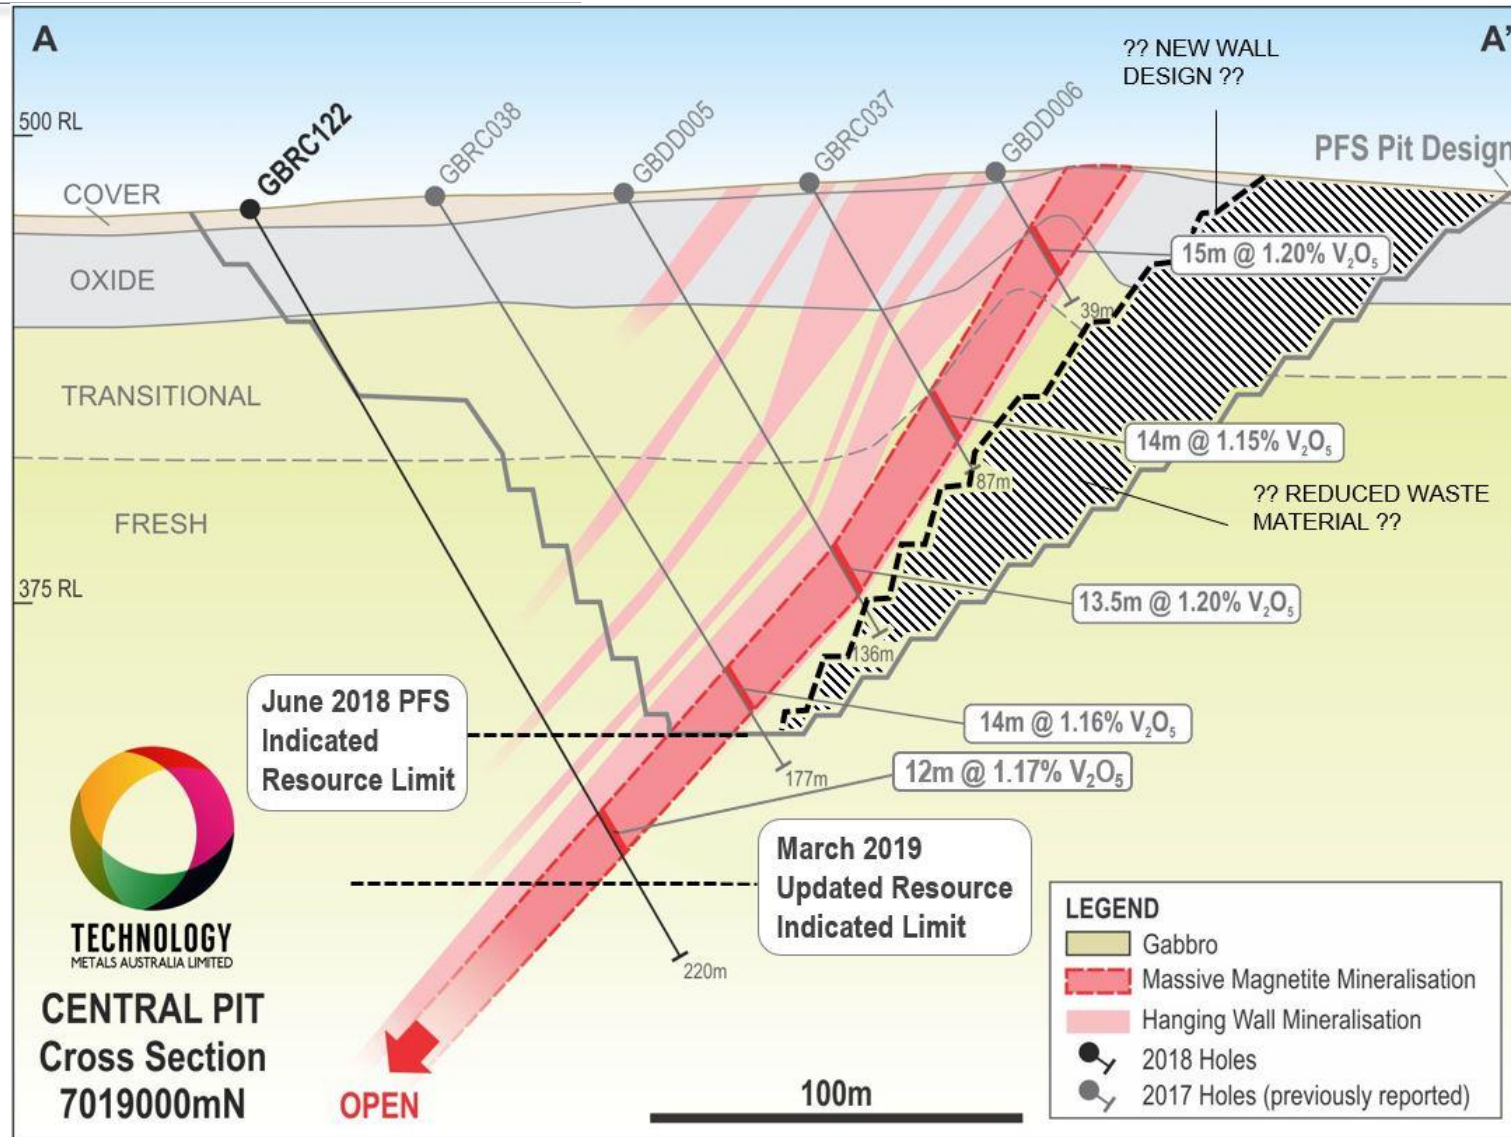 A
A'
?? NEW WALL
DESIGN ??
500 RL
GBRC122
GBRC038
GBDD005
GBRC037
GBDD006
PFS Pit Design
COVER
OXIDE
15m @ 1.20% V₂O₅
39m
TRANSITIONAL
14m @ 1.15% V₂O₅
87m
?? REDUCED WASTE
MATERIAL ??
FRESH
375 RL
13.5m @ 1.20% V₂O₅
136m
June 2018 PFS
Indicated
Resource Limit
14m @ 1.16% V₂O₅
177m
12m @ 1.17% V₂O₅
March 2019
Updated Resource
Indicated Limit
220m
TECHNOLOGY
METALS AUSTRALIA LIMITED
CENTRAL PIT
Cross Section
7019000mN
OPEN
100m
LEGEND
Gabbro
Massive Magnetite Mineralisation
Hanging Wall Mineralisation
2018 Holes
2017 Holes (previously reported)